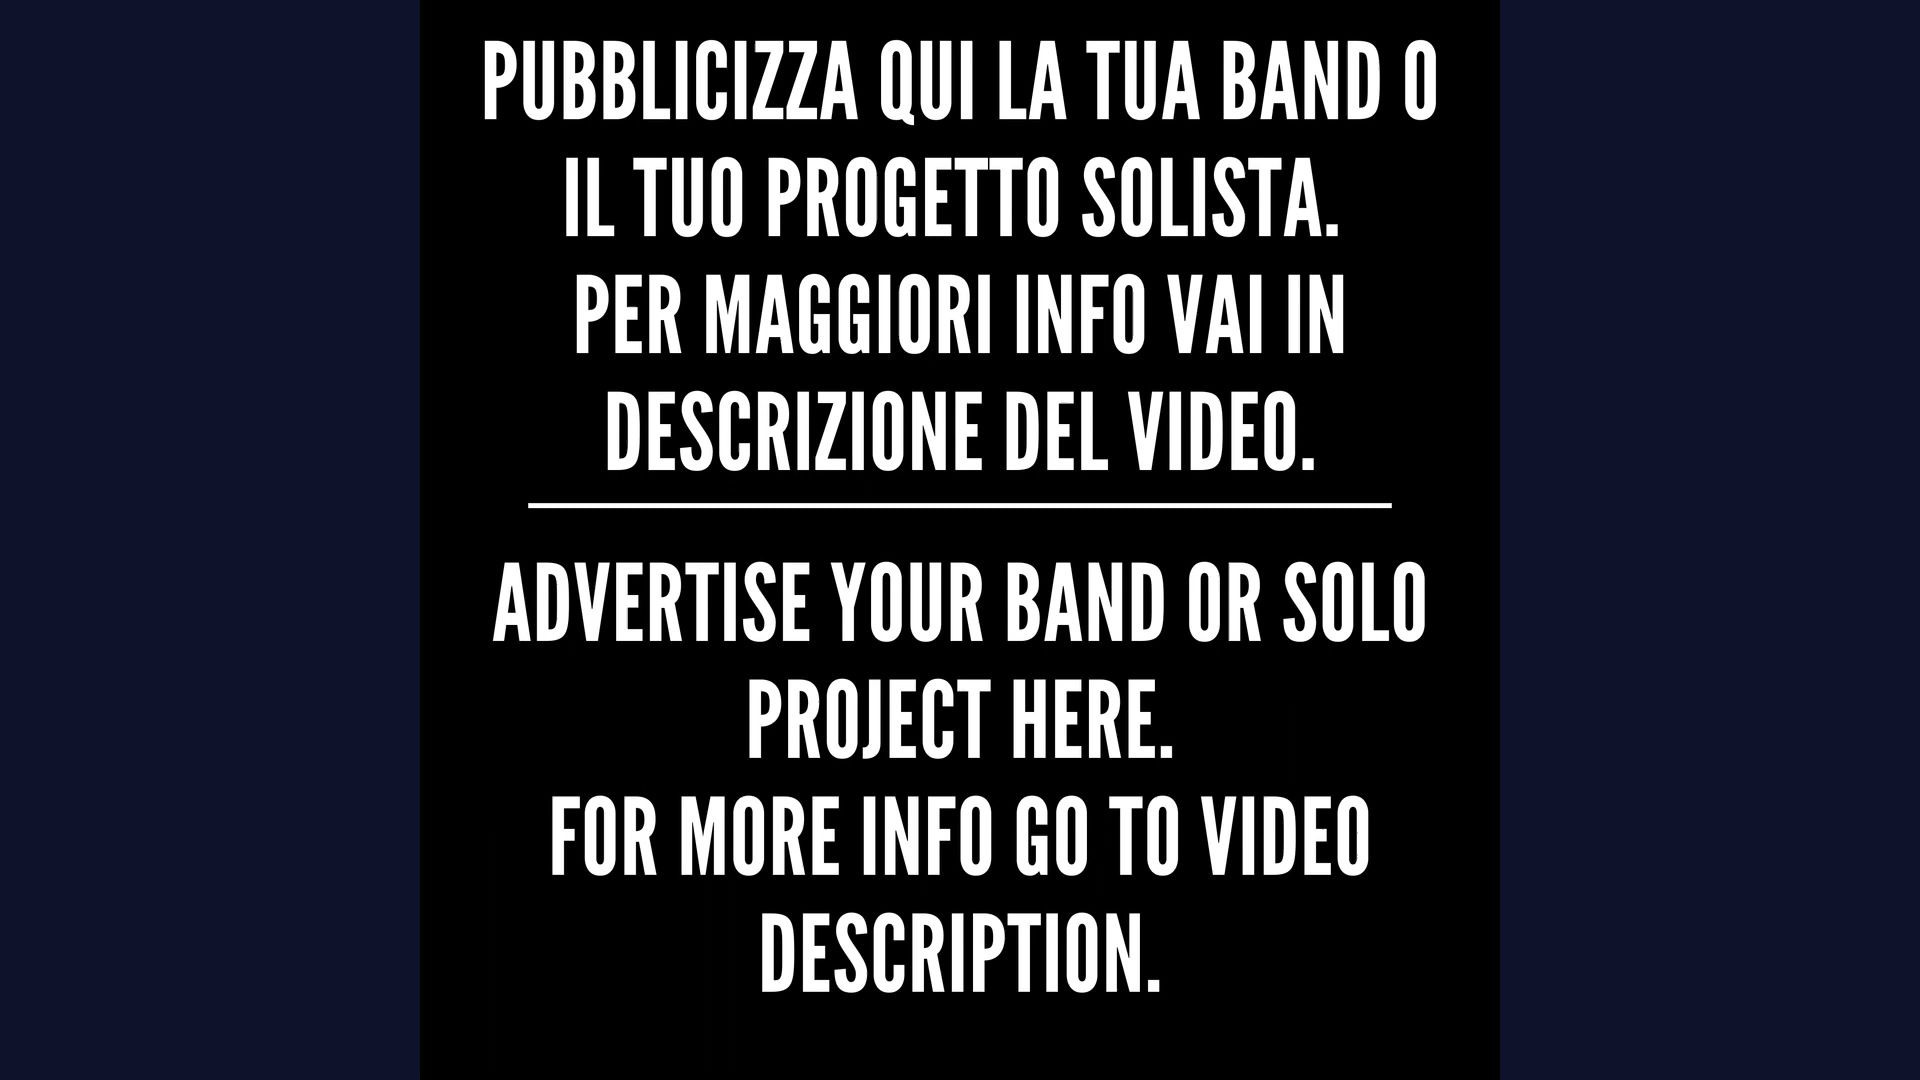 PUBBLICIZZA QUI LA TUA BAND O
IL TUO PROGETTO SOLISTA.
PER MAGGIORI INFO VAI IN
DESCRIZIONE DEL VIDEO.
ADVERTISE YOUR BAND OR SOLO
PROJECT HERE.
FOR MORE INFO GO TO VIDEO
DESCRIPTION.